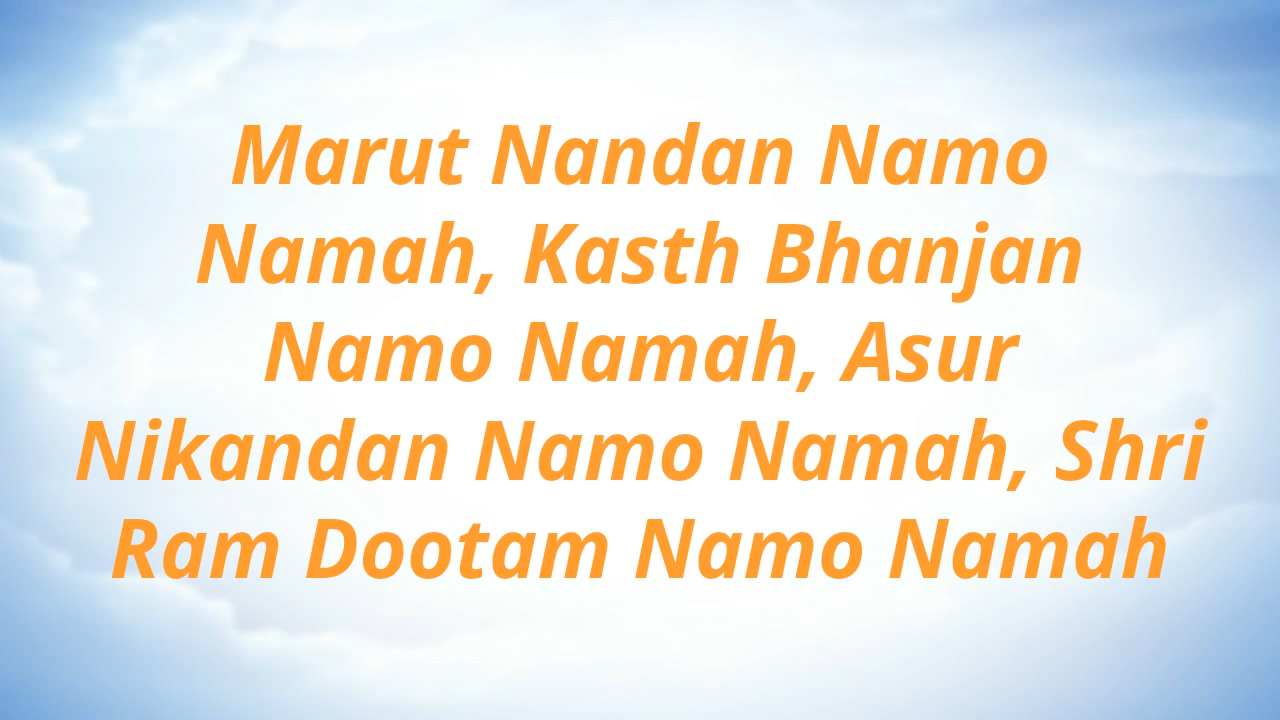 Marut Nandan Namo
Namah, Kasth Bhanjan
Namo Namah, Asur
Nikandan Namo Namah, Shri
Ram Dootam Namo Namah